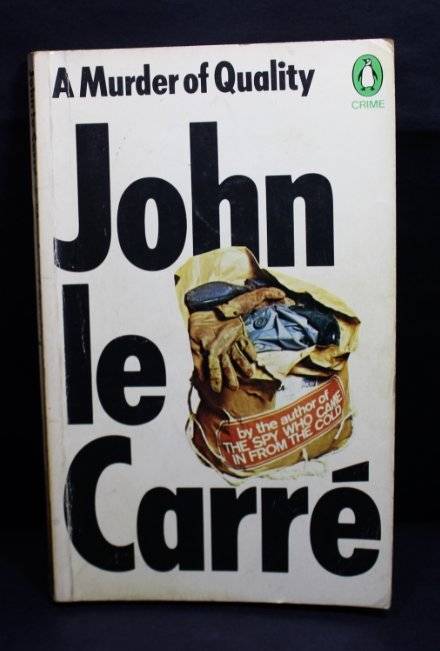 A Murder of Quality
CRIME
John
le
Carré
by the author of
THE SPY WHO CAME
IN FROM THE COLD